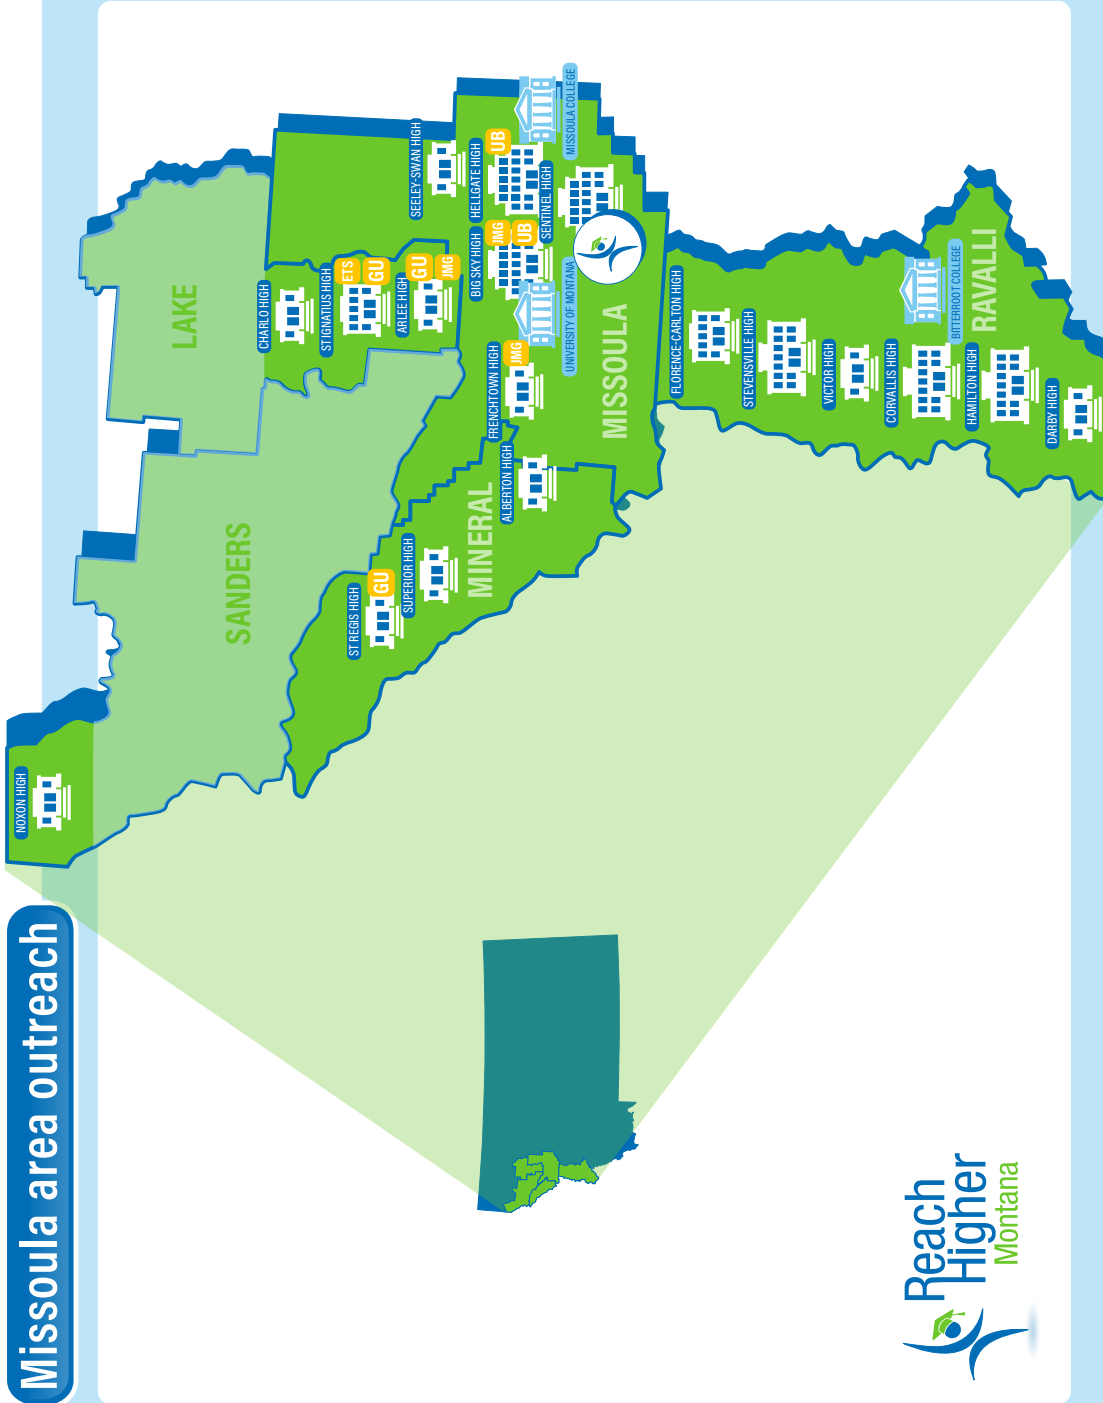 Missoula area outreach
NOXON HIGH
SANDERS
LAKE
CHARLO HIGH
ST IGNATIUS HIGH
ETS
GU
ARLEE HIGH
GU
JMG
SEELEY-SWAN HIGH
ST REGIS HIGH
GU
SUPERIOR HIGH
MINERAL
ALBERTON HIGH
FRENCHTOWN HIGH
JMG
BIG SKY HIGH
JMG
UB
HELLGATE HIGH
UB
SENTINEL HIGH
MISSOULA COLLEGE
UNIVERSITY OF MONTANA
MISSOULA
FLORENCE-CARLTON HIGH
STEVENSVILLE HIGH
VICTOR HIGH
CORVALLIS HIGH
BITTERROOT COLLEGE
HAMILTON HIGH
RAVALLI
DARBY HIGH
Reach
Higher
Montana